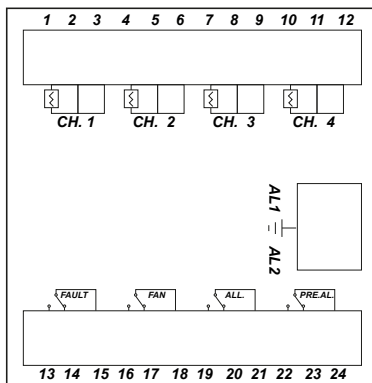 1 2 3 4 5 6 7 8 9 10 11 12
CH. 1 CH. 2 CH. 3 CH. 4
AL1
AL2
FAULT FAN ALL. PRE.AL.
13 14 15 16 17 18 19 20 21 22 23 24